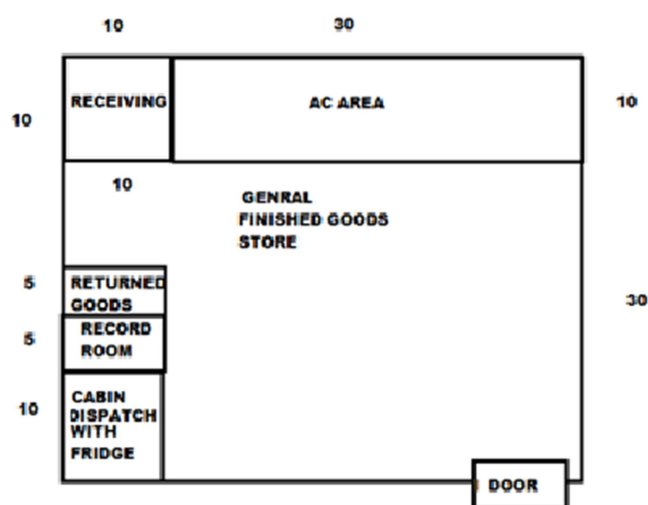 10
30
RECEIVING
AC AREA
10
10
10
GENRAL
FINISHED GOODS
STORE
5
RETURNED
GOODS
30
5
RECORD
ROOM
10
CABIN
DISPATCH
WITH
FRIDGE
DOOR